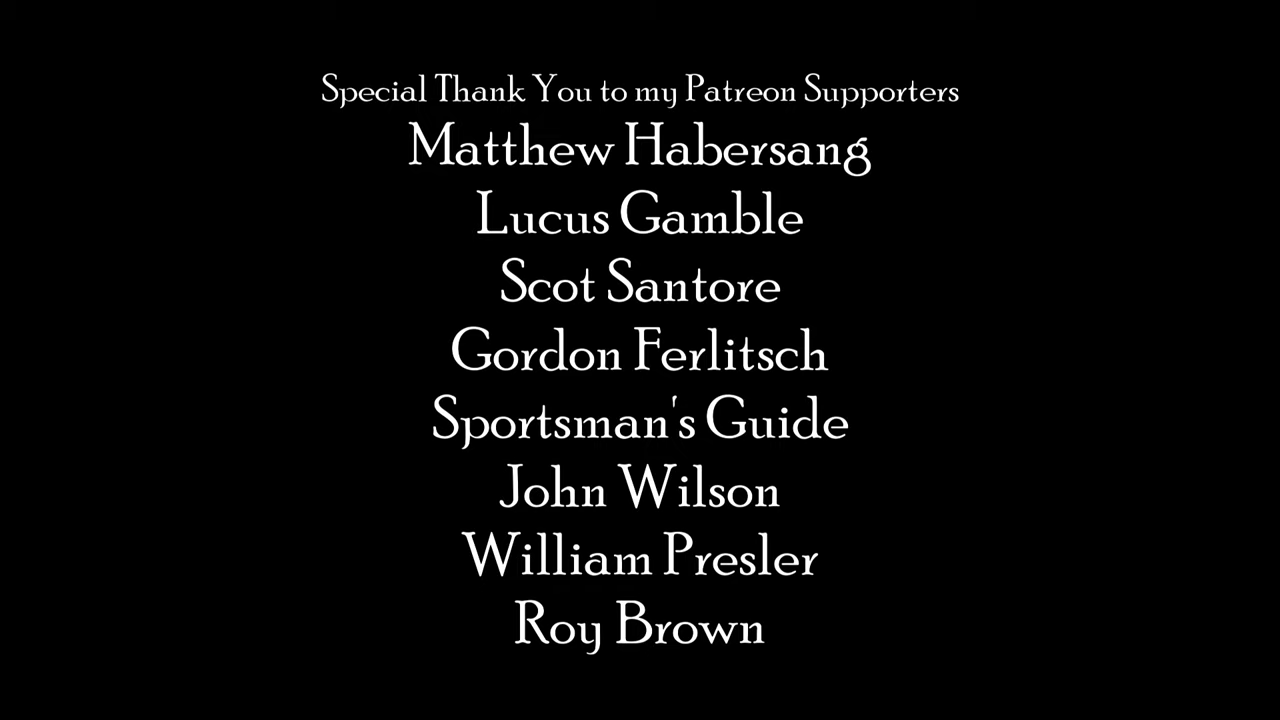 Special Thank You to my Patreon Supporters
Matthew Habersang
Lucus Gamble
Scot Santore
Gordon Ferlitsch
Sportsman's Guide
John Wilson
William Presler
Roy Brown